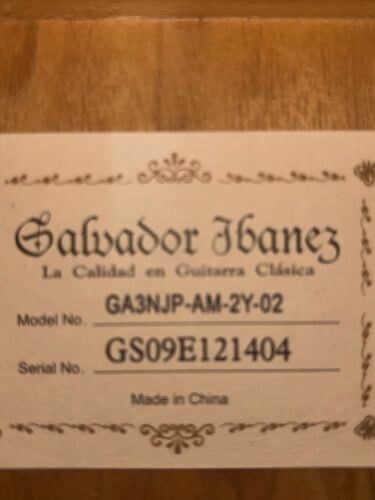 Salvador Ibanez
La Calidad en Guitarra Clásica
Model No. GA3NJP-AM-2Y-02
Serial No. GS09E121404
Made in China